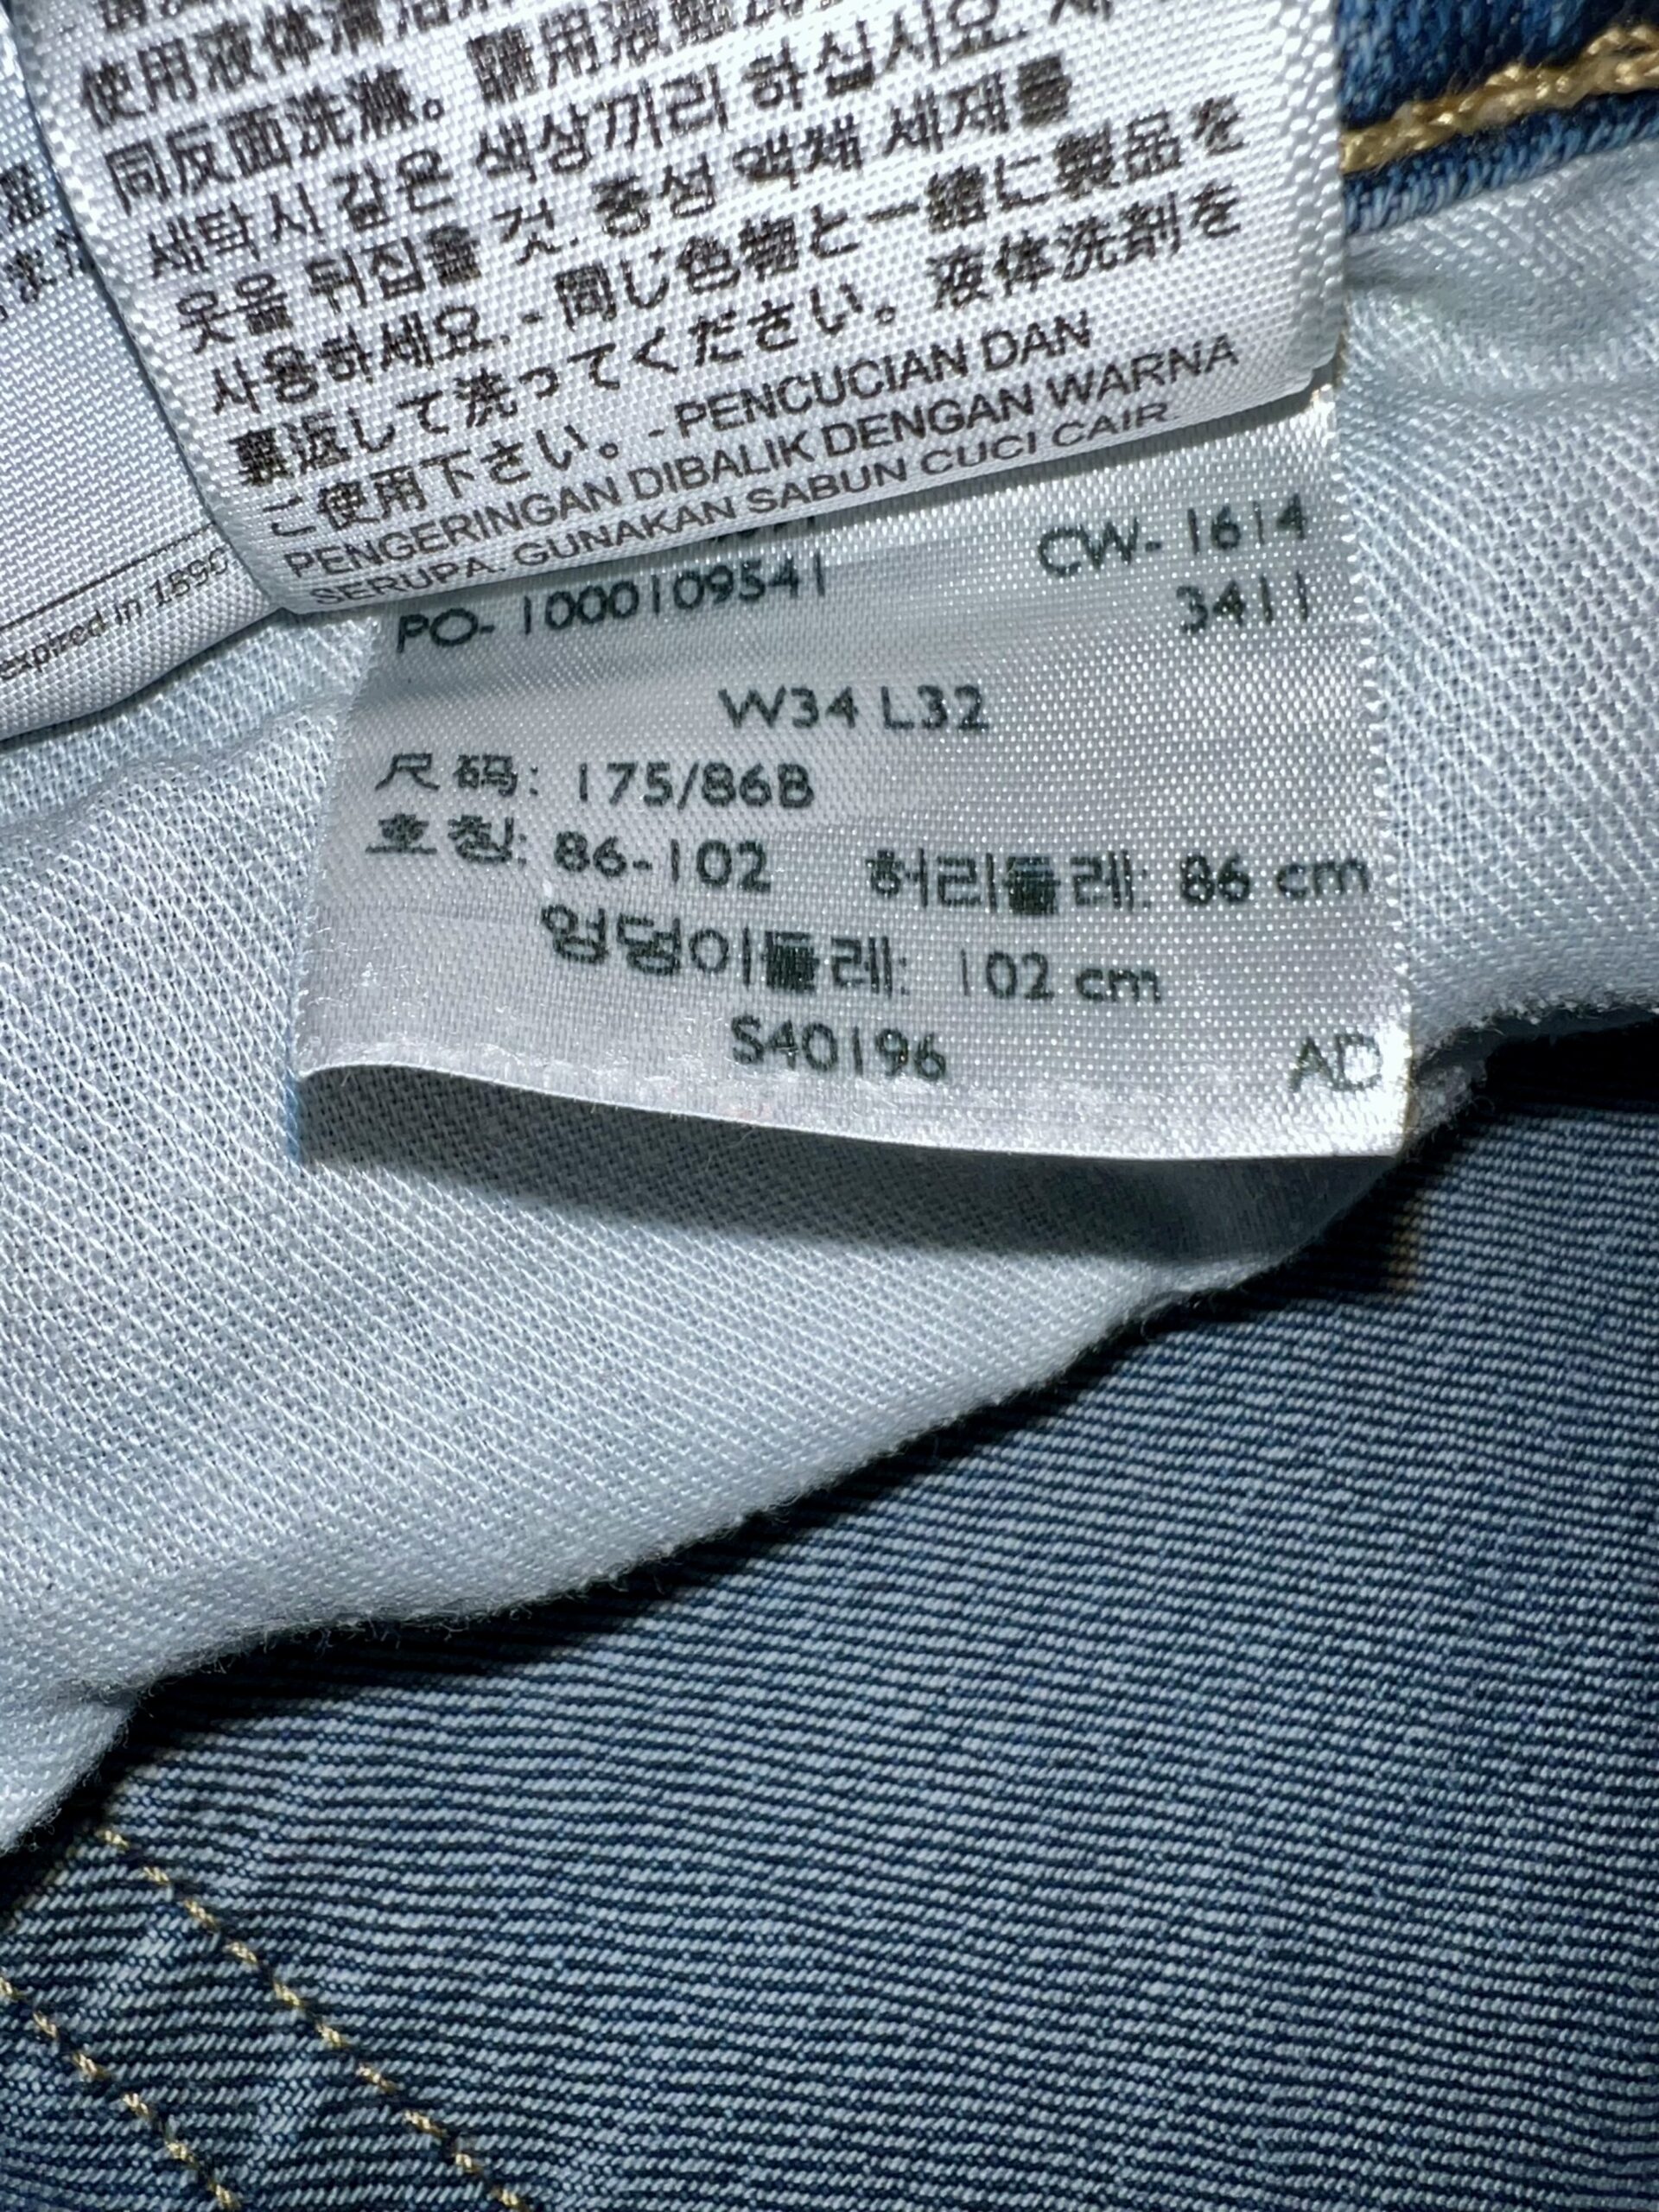 使用液体清洁剂
同反面洗滌。請用液體
세탁시 같은 색상끼리 하십시요.
옷을 뒤집을 것. 중성 액체 세제를
사용하세요. - 同じ色物と一緒に製品を
裏返して洗ってください。液体洗剤を
ご使用下さい。- PENCUCIAN DAN
PENGERINGAN DIBALIK DENGAN WARNA
SERUPA. GUNAKAN SABUN CUCI CAIR
expired in 1890
PO- 1000109541 CW- 1614
3411
W34 L32
尺码: 175/86B
호칭: 86-102 허리둘레: 86 cm
엉덩이둘레: 102 cm
S40196 AD